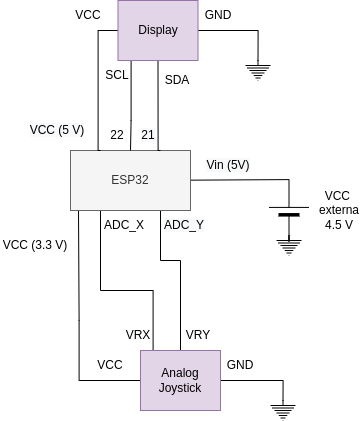 VCC
GND
Display
SCL
SDA
VCC (5 V)
22
21
ESP32
Vin (5V)
VCC
externa
4.5 V
ADC_X
ADC_Y
VCC (3.3 V)
VRX
VRY
VCC
GND
Analog
Joystick